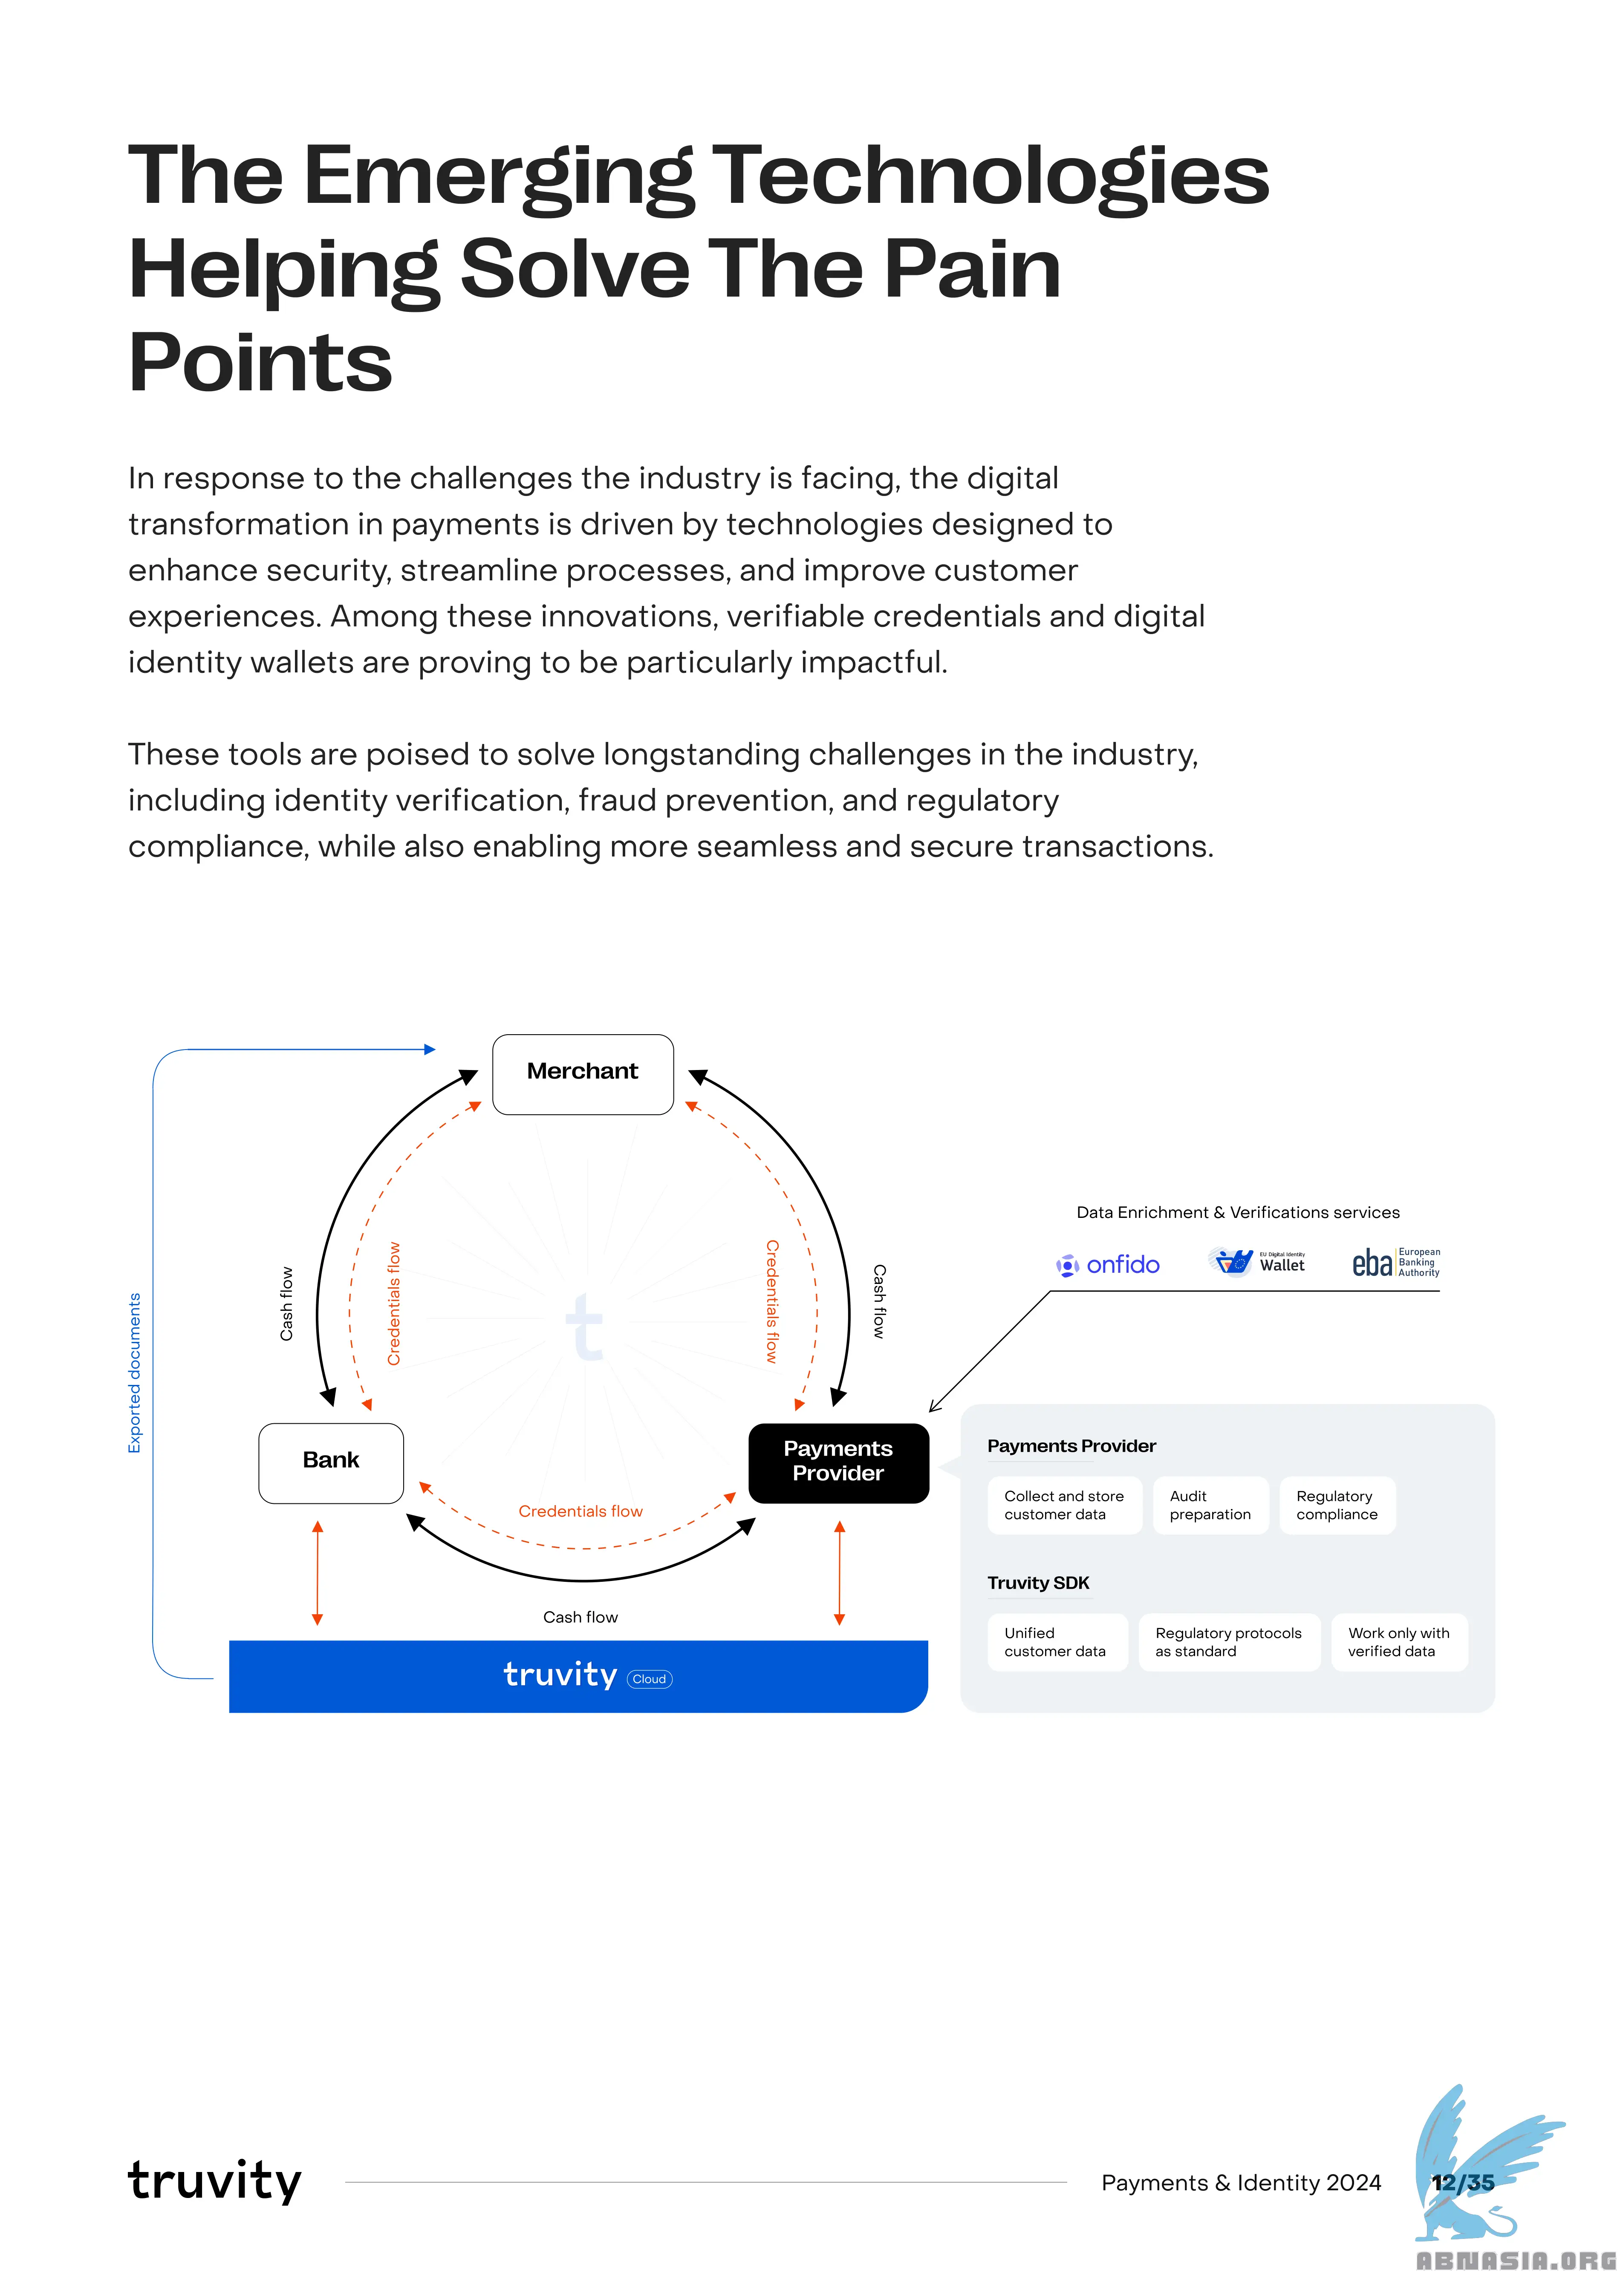 The Emerging Technologies
Helping Solve The Pain
Points
In response to the challenges the industry is facing, the digital
transformation in payments is driven by technologies designed to
enhance security, streamline processes, and improve customer
experiences. Among these innovations, verifiable credentials and digital
identity wallets are proving to be particularly impactful.
These tools are poised to solve longstanding challenges in the industry,
including identity verification, fraud prevention, and regulatory
compliance, while also enabling more seamless and secure transactions.
Merchant
Cash flow
Credentials flow
Credentials flow
Cash flow
Exported documents
t
Data Enrichment & Verifications services
onfido
EU Digital Identity
Wallet
eba
European
Banking
Authority
Bank
Payments
Provider
Credentials flow
Cash flow
truvity Cloud
Payments Provider
Collect and store
customer data
Audit
preparation
Regulatory
compliance
Truvity SDK
Unified
customer data
Regulatory protocols
as standard
Work only with
verified data
truvity
Payments & Identity 2024
12/35
ABNASIA.ORG